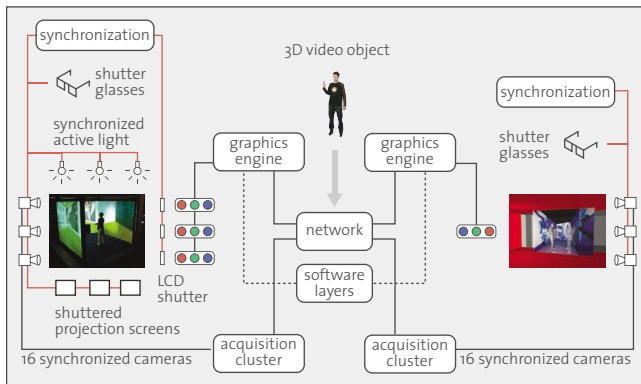 synchronization
3D video object
shutter
glasses
synchronization
synchronized
active light
graphics
engine
graphics
engine
shutter
glasses
network
LCD
shutter
software
layers
shuttered
projection screens
acquisition
cluster
acquisition
cluster
16 synchronized cameras
16 synchronized cameras